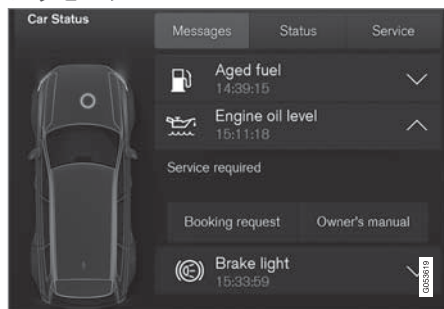 Car Status
Messages Status Service
Aged fuel
14:39:15
Engine oil level
15:11:18
Service required
Booking request Owner's manual
Brake light
15:33:59
G053619